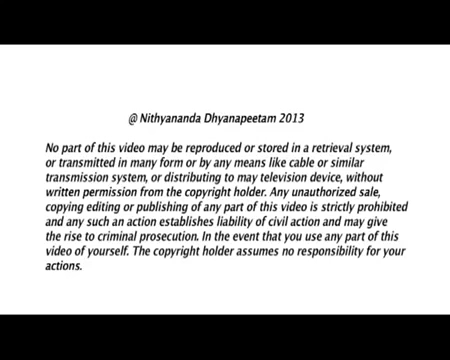 @ Nithyananda Dhyanapeetam 2013
No part of this video may be reproduced or stored in a retrieval system,
or transmitted in many form or by any means like cable or similar
transmission system, or distributing to may television device, without
written permission from the copyright holder. Any unauthorized sale,
copying editing or publishing of any part of this video is strictly prohibited
and any such an action establishes liability of civil action and may give
the rise to criminal prosecution. In the event that you use any part of this
video of yourself. The copyright holder assumes no responsibility for your
actions.